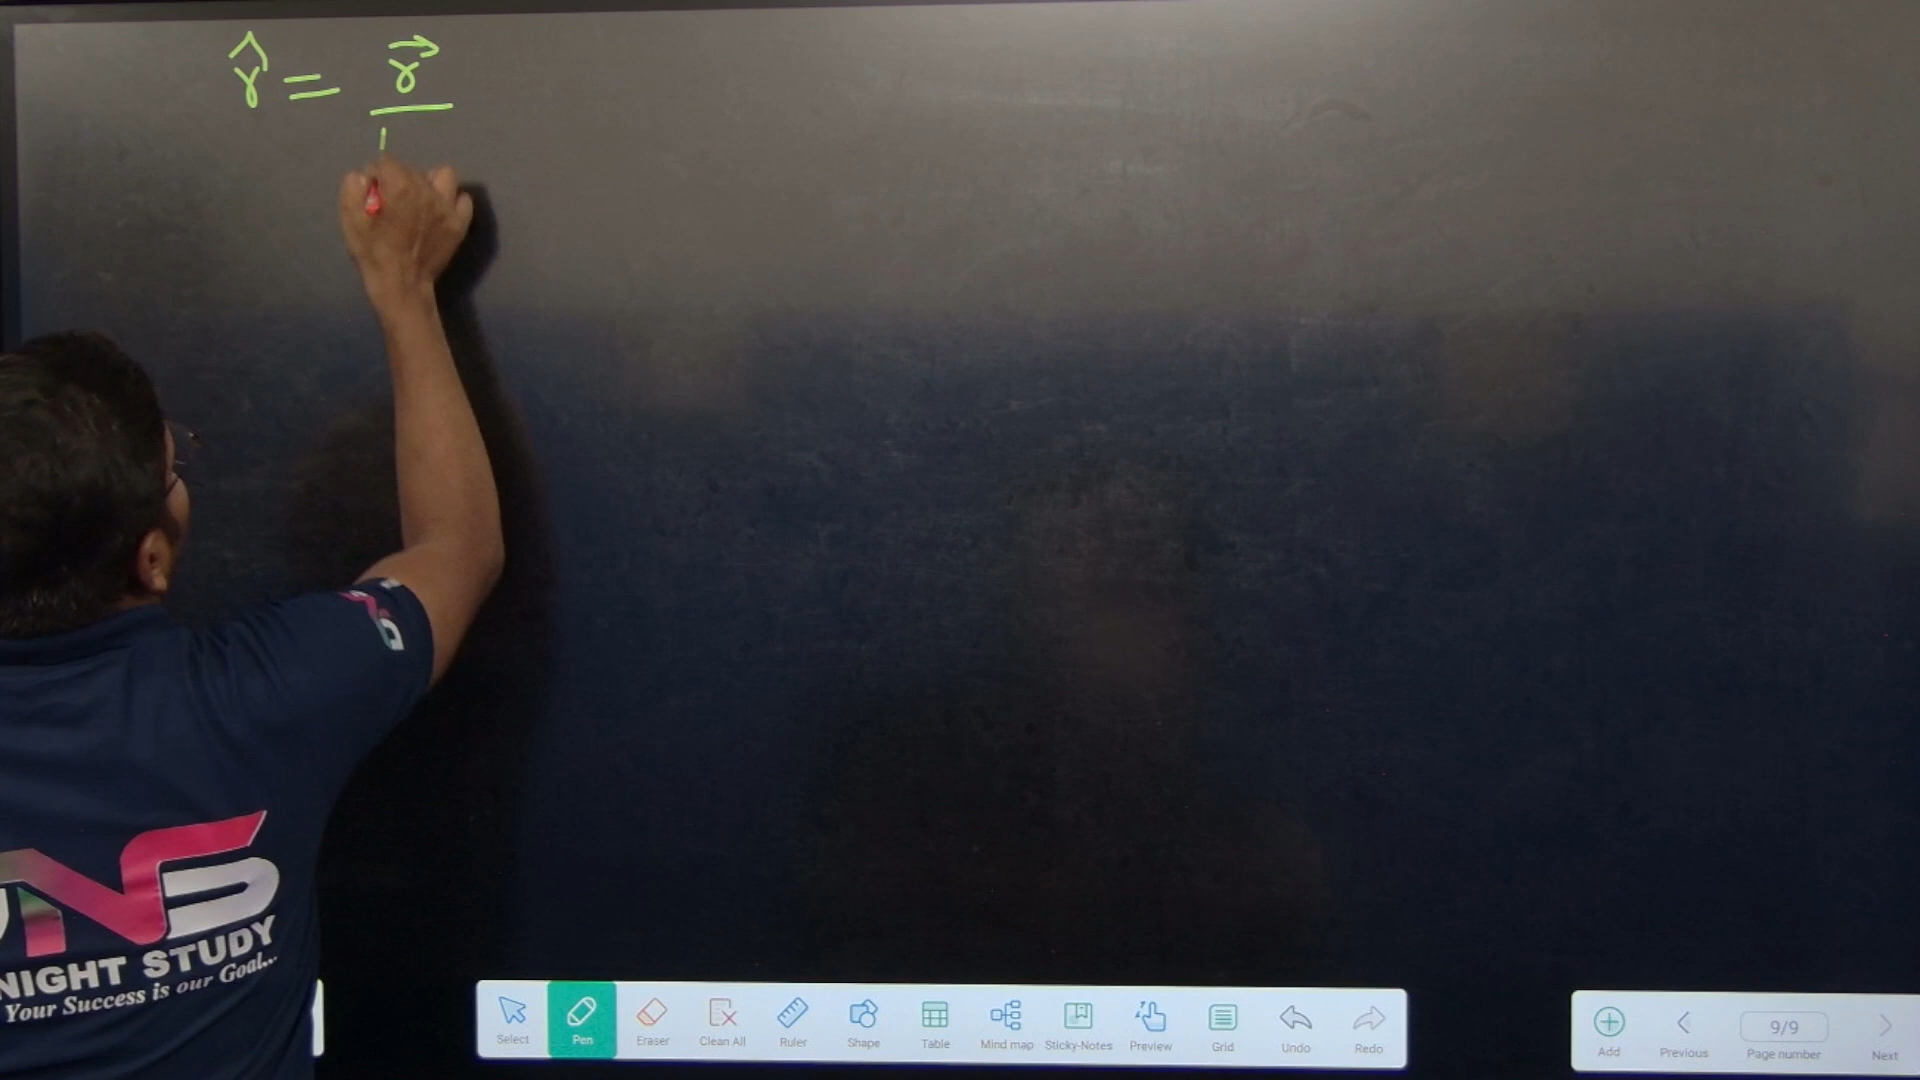 r̂ = r⃗
|
NIGHT STUDY
Your Success is our Goal...
Select Pen Eraser Clean All Ruler Shape Table Mind map Sticky-Notes Preview Grid Undo Redo
Add Previous 9/9 Page number Next